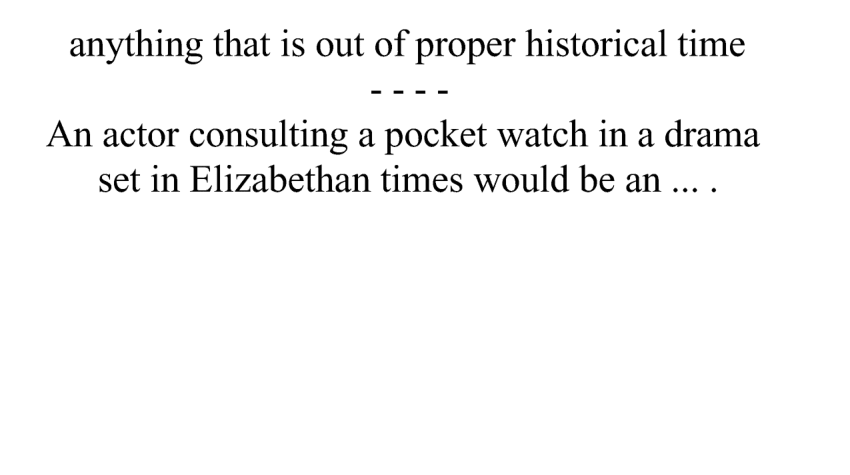 anything that is out of proper historical time
- - - -
An actor consulting a pocket watch in a drama
set in Elizabethan times would be an ... .